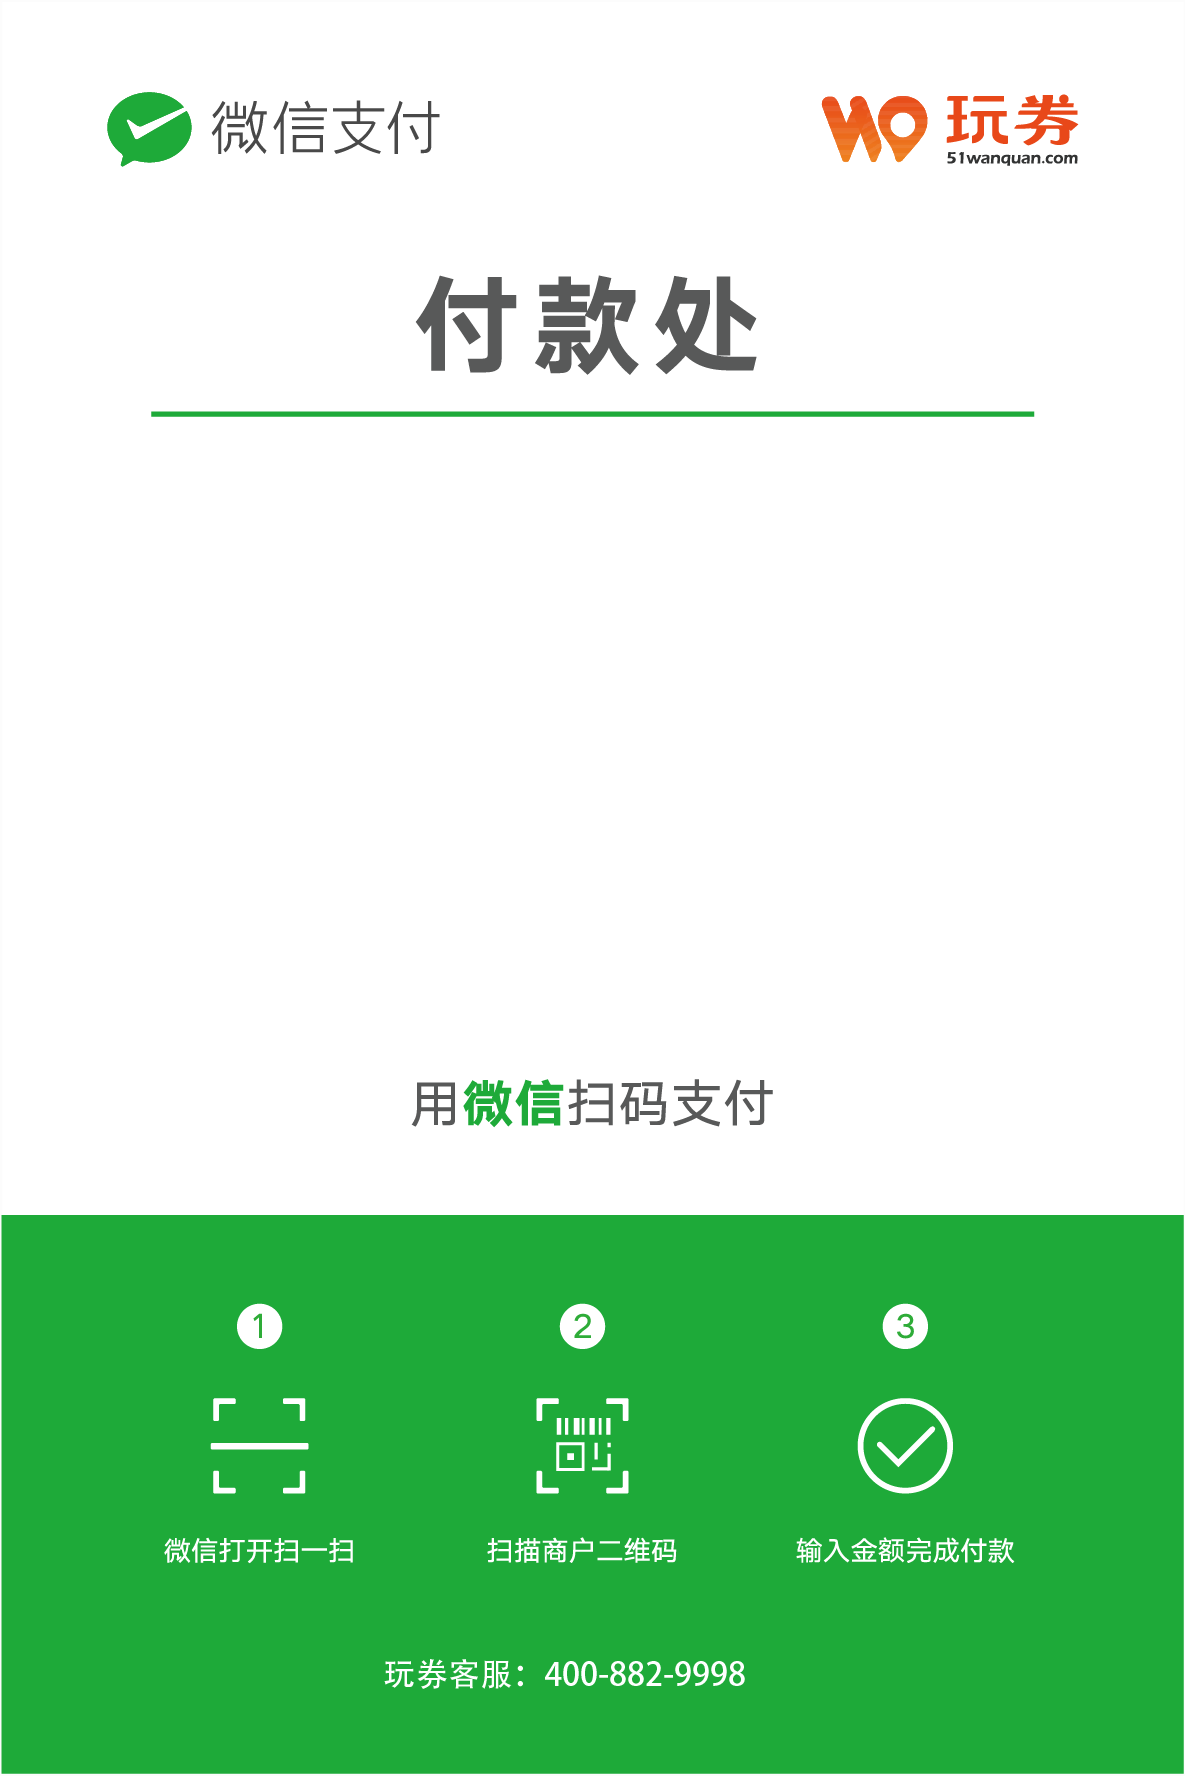 微信支付
玩券
51wanquan.com
付款处
用微信扫码支付
1 2 3
微信打开扫一扫 扫描商户二维码 输入金额完成付款
玩券客服：400-882-9998